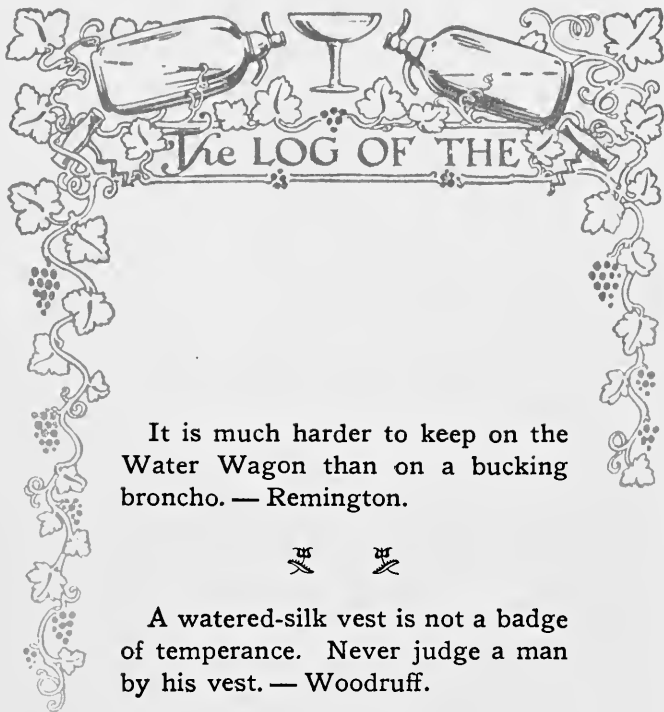 The LOG OF THE
It is much harder to keep on the
Water Wagon than on a bucking
broncho. — Remington.
A watered-silk vest is not a badge
of temperance. Never judge a man
by his vest. — Woodruff.